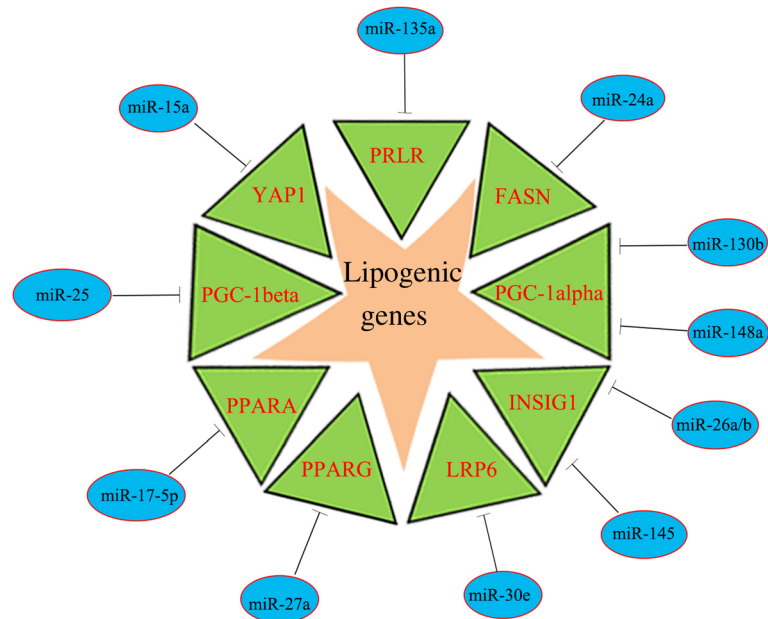 miR-135a
miR-15a
miR-24a
PRLR
YAP1
FASN
miR-130b
Lipogenic
genes
miR-25
PGC-1beta
PGC-1alpha
miR-148a
PPARA
INSIG1
miR-26a/b
PPARG
LRP6
miR-17-5p
miR-145
miR-27a
miR-30e